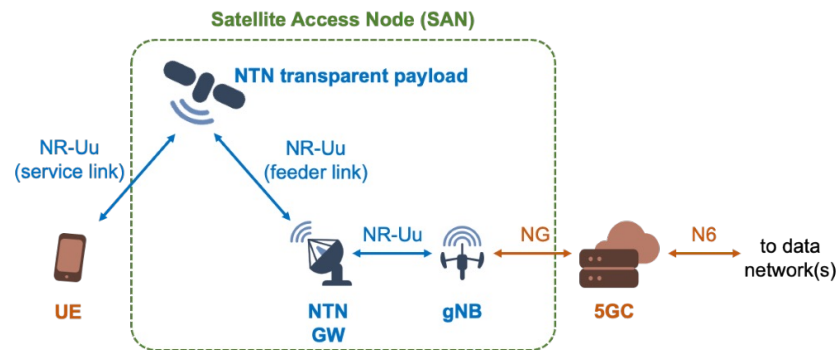 Satellite Access Node (SAN)
NTN transparent payload
NR-Uu
(service link)
NR-Uu
(feeder link)
NR-Uu
NG
N6
to data
network(s)
UE
NTN
GW
gNB
5GC